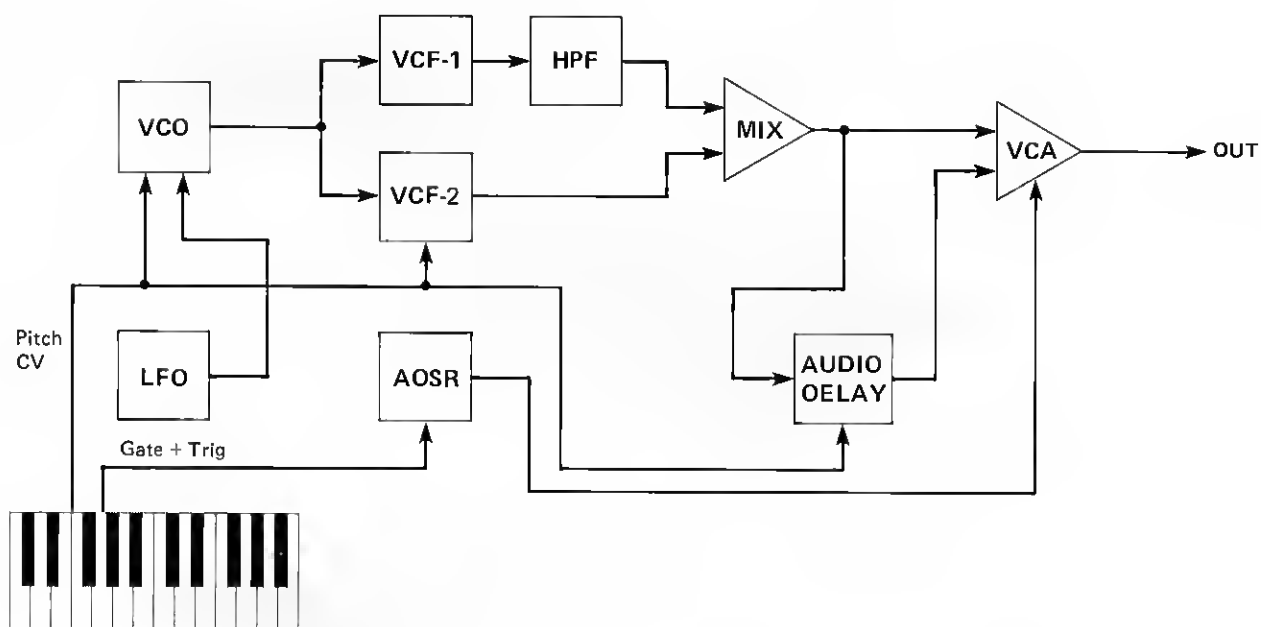 VCF-1
HPF
VCO
MIX
VCA
OUT
VCF-2
Pitch
CV
LFO
AOSR
AUDIO
OELAY
Gate + Trig